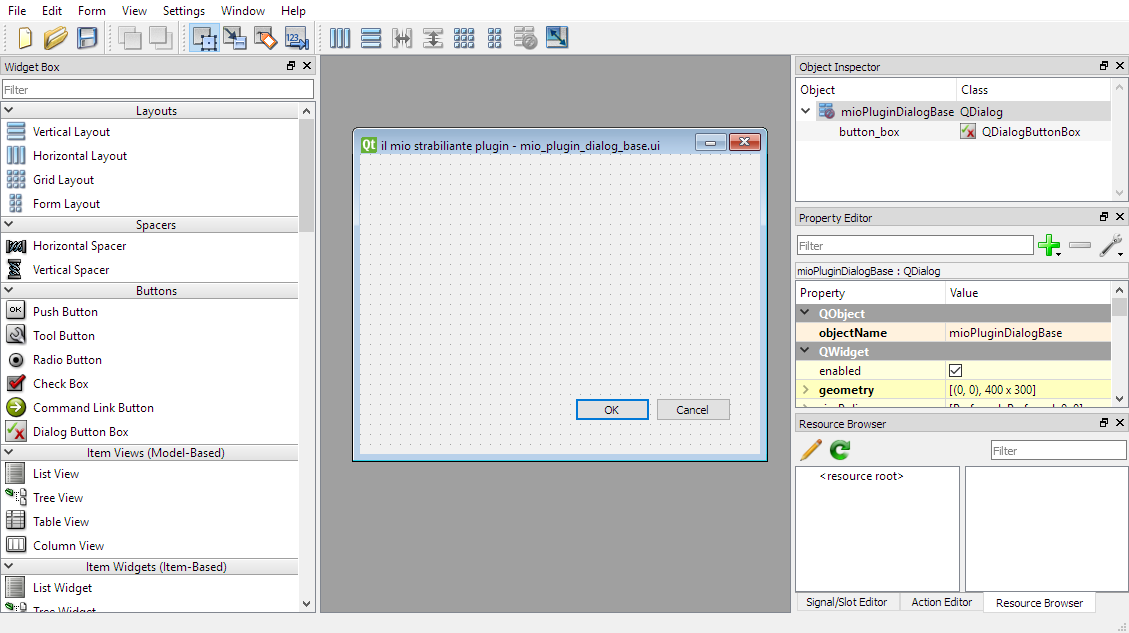 File Edit Form View Settings Window Help
Widget Box
Filter
Layouts
Vertical Layout
Horizontal Layout
Grid Layout
Form Layout
Spacers
Horizontal Spacer
Vertical Spacer
Buttons
OK Push Button
Tool Button
Radio Button
Check Box
Command Link Button
Dialog Button Box
Item Views (Model-Based)
List View
Tree View
Table View
Column View
Item Widgets (Item-Based)
List Widget
Tree Widget
Qt il mio strabiliante plugin - mio_plugin_dialog_base.ui
OK Cancel
Object Inspector
Object Class
mioPluginDialogBase QDialog
button_box QDialogButtonBox
Property Editor
Filter
mioPluginDialogBase : QDialog
Property Value
QObject
objectName mioPluginDialogBase
QWidget
enabled
geometry [(0, 0), 400 x 300]
Resource Browser
Filter
<resource root>
Signal/Slot Editor Action Editor Resource Browser